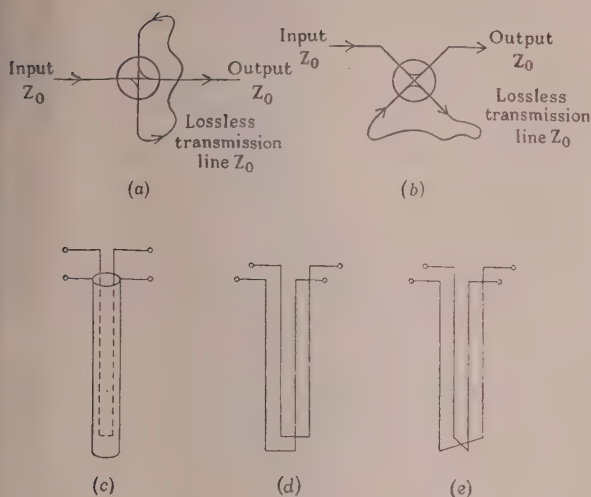 Input
Z₀
Output
Z₀
Lossless
transmission
line Z₀
(a)
Input
Z₀
Output
Z₀
Lossless
transmission
line Z₀
(b)
(c)
(d)
(e)